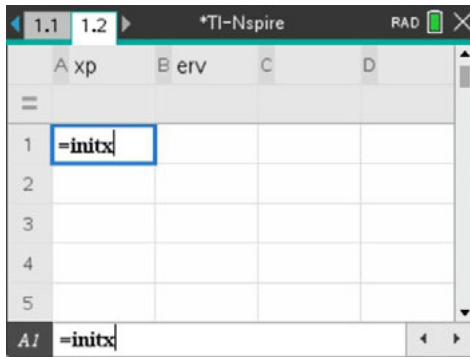 1.1 1.2 *TI-Nspire RAD
A xp B erv C D
=
1 =initx
2
3
4
5
A1 =initx